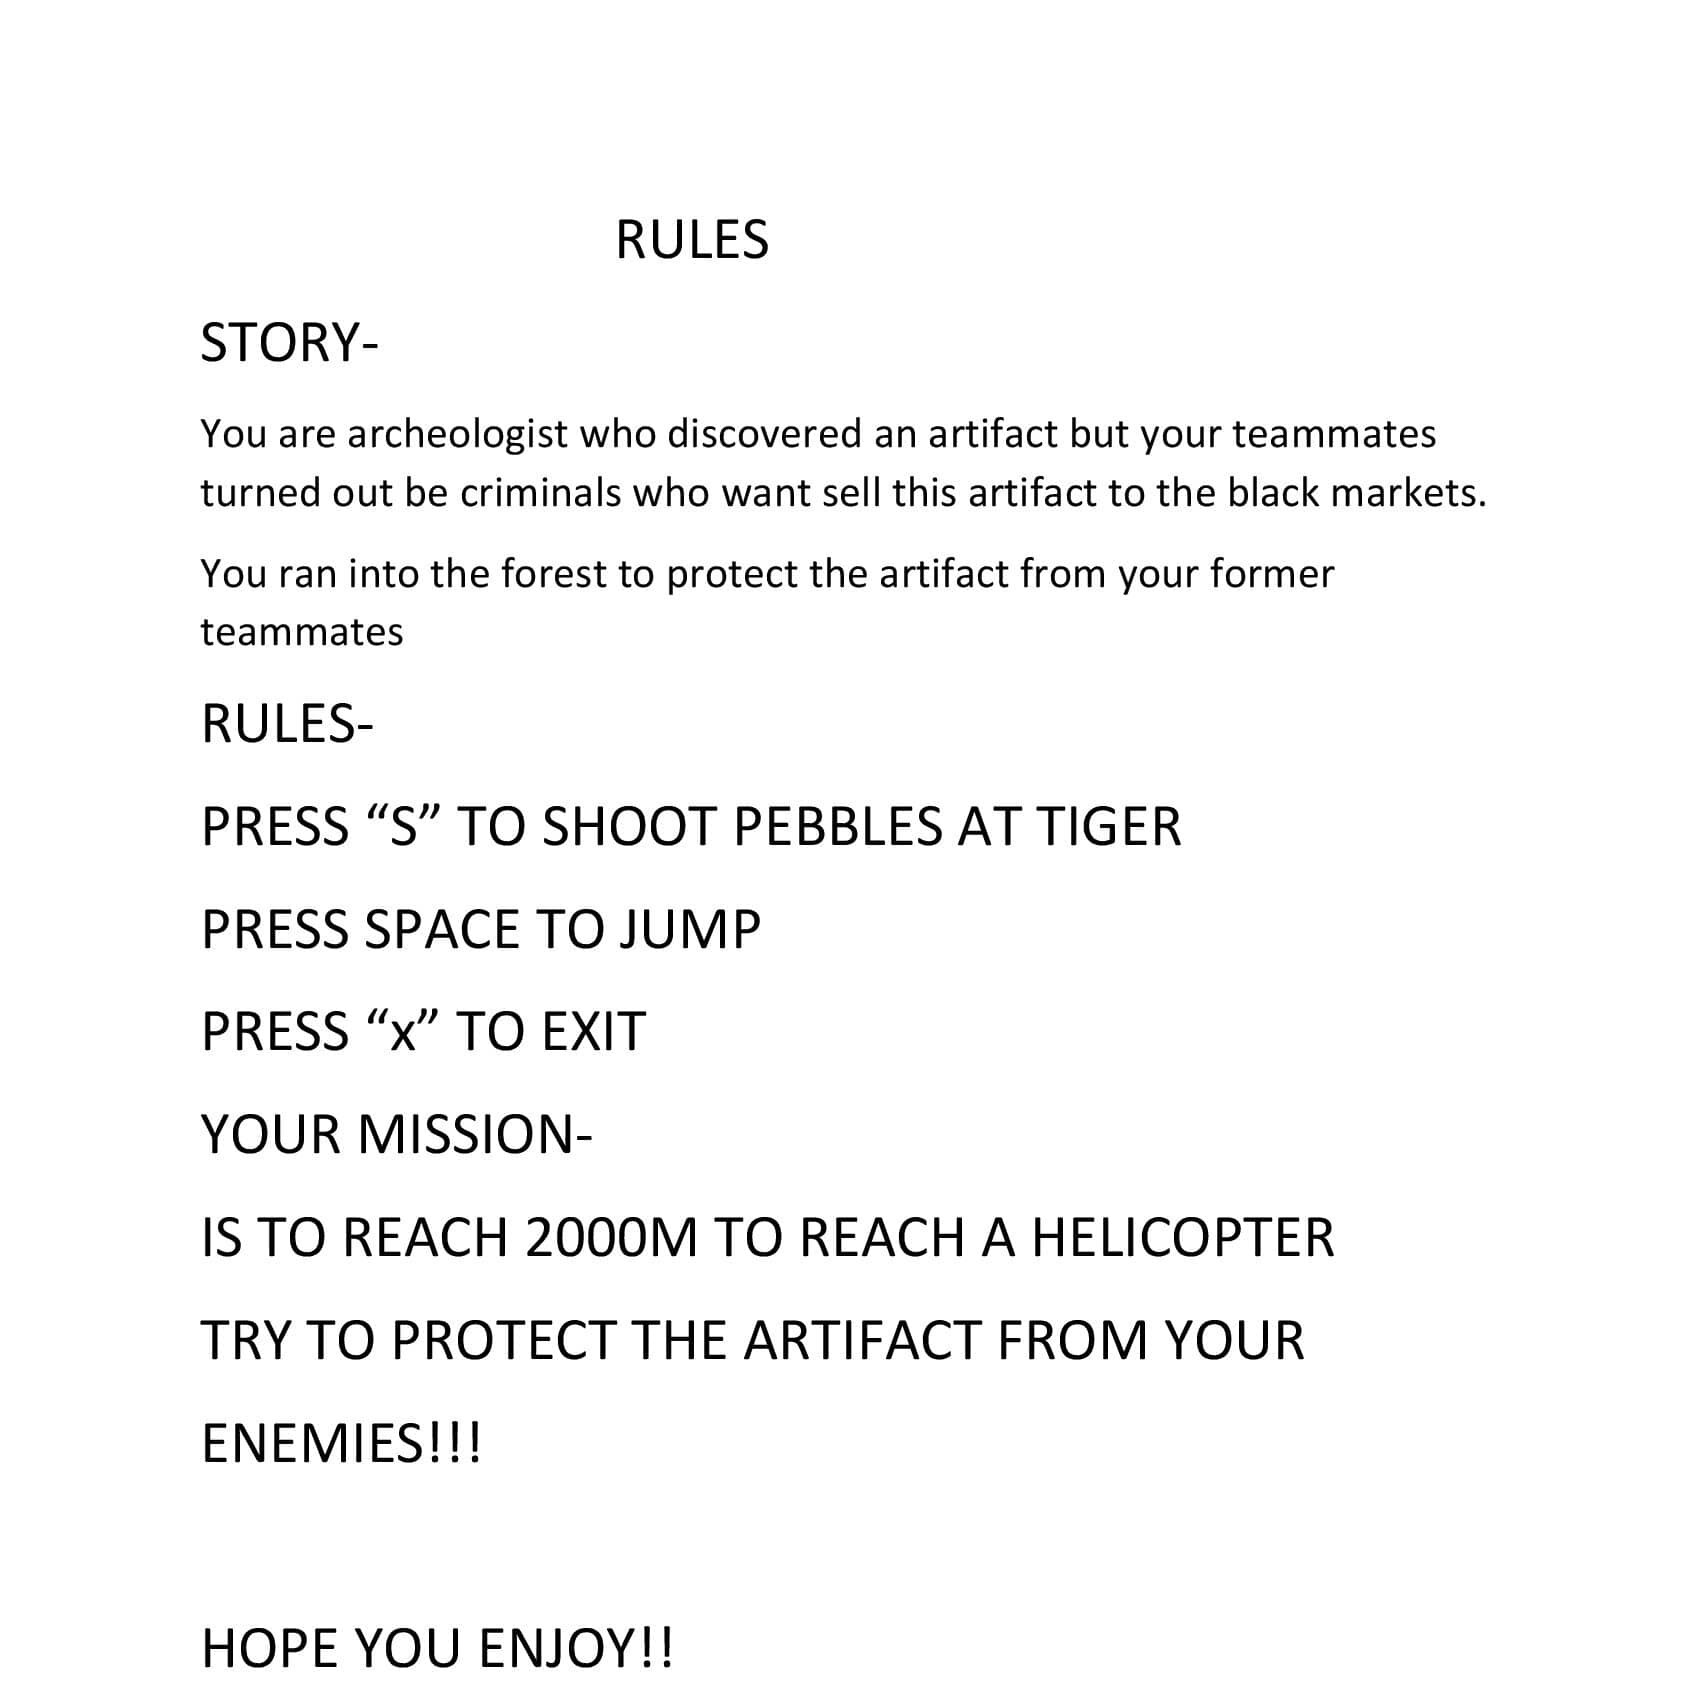 RULES
STORY-
You are archeologist who discovered an artifact but your teammates
turned out be criminals who want sell this artifact to the black markets.
You ran into the forest to protect the artifact from your former
teammates
RULES-
PRESS “S” TO SHOOT PEBBLES AT TIGER
PRESS SPACE TO JUMP
PRESS “x” TO EXIT
YOUR MISSION-
IS TO REACH 2000M TO REACH A HELICOPTER
TRY TO PROTECT THE ARTIFACT FROM YOUR
ENEMIES!!!
HOPE YOU ENJOY!!